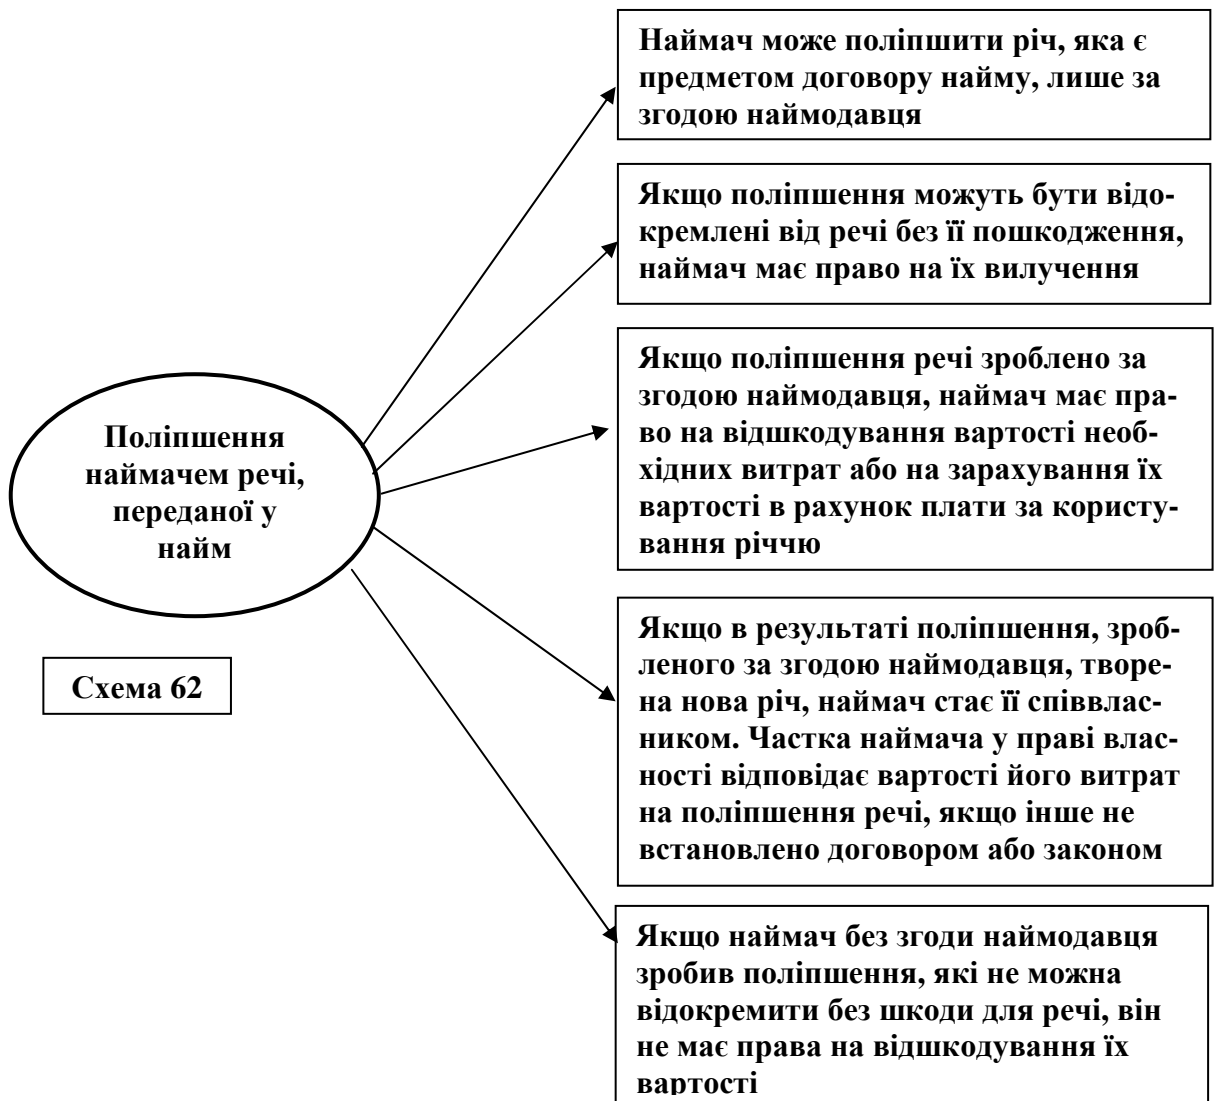 Наймач може поліпшити річ, яка є
предметом договору найму, лише за
згодою наймодавця
Якщо поліпшення можуть бути відо-
кремлені від речі без її пошкодження,
наймач має право на їх вилучення
Якщо поліпшення речі зроблено за
згодою наймодавця, наймач має пра-
во на відшкодування вартості необ-
хідних витрат або на зарахування їх
вартості в рахунок плати за користу-
вання річчю
Поліпшення
наймачем речі,
переданої у
найм
Якщо в результаті поліпшення, зроб-
леного за згодою наймодавця, творе-
на нова річ, наймач стає її співвлас-
ником. Частка наймача у праві влас-
ності відповідає вартості його витрат
на поліпшення речі, якщо інше не
встановлено договором або законом
Схема 62
Якщо наймач без згоди наймодавця
зробив поліпшення, які не можна
відокремити без шкоди для речі, він
не має права на відшкодування їх
вартості